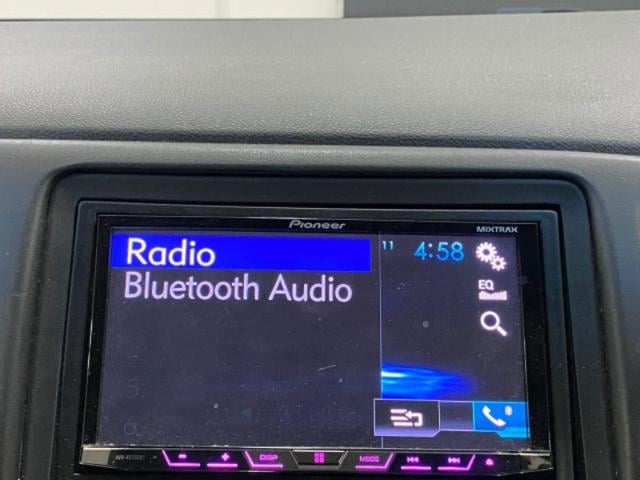 Pioneer
MIXTRAX
Radio
11 4:58
Bluetooth Audio
EQ
DISP
MODE